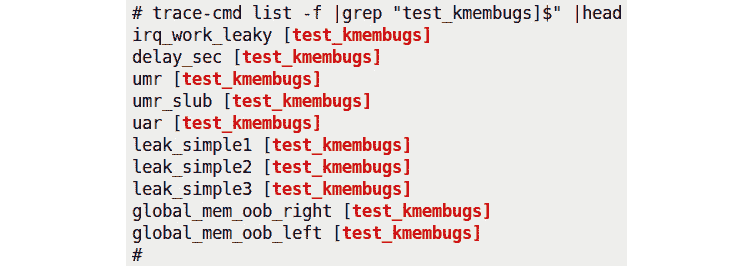 # trace-cmd list -f |grep "test_kmembugs]$" |head
irq_work_leaky [test_kmembugs]
delay_sec [test_kmembugs]
umr [test_kmembugs]
umr_slub [test_kmembugs]
uar [test_kmembugs]
leak_simple1 [test_kmembugs]
leak_simple2 [test_kmembugs]
leak_simple3 [test_kmembugs]
global_mem_oob_right [test_kmembugs]
global_mem_oob_left [test_kmembugs]
#